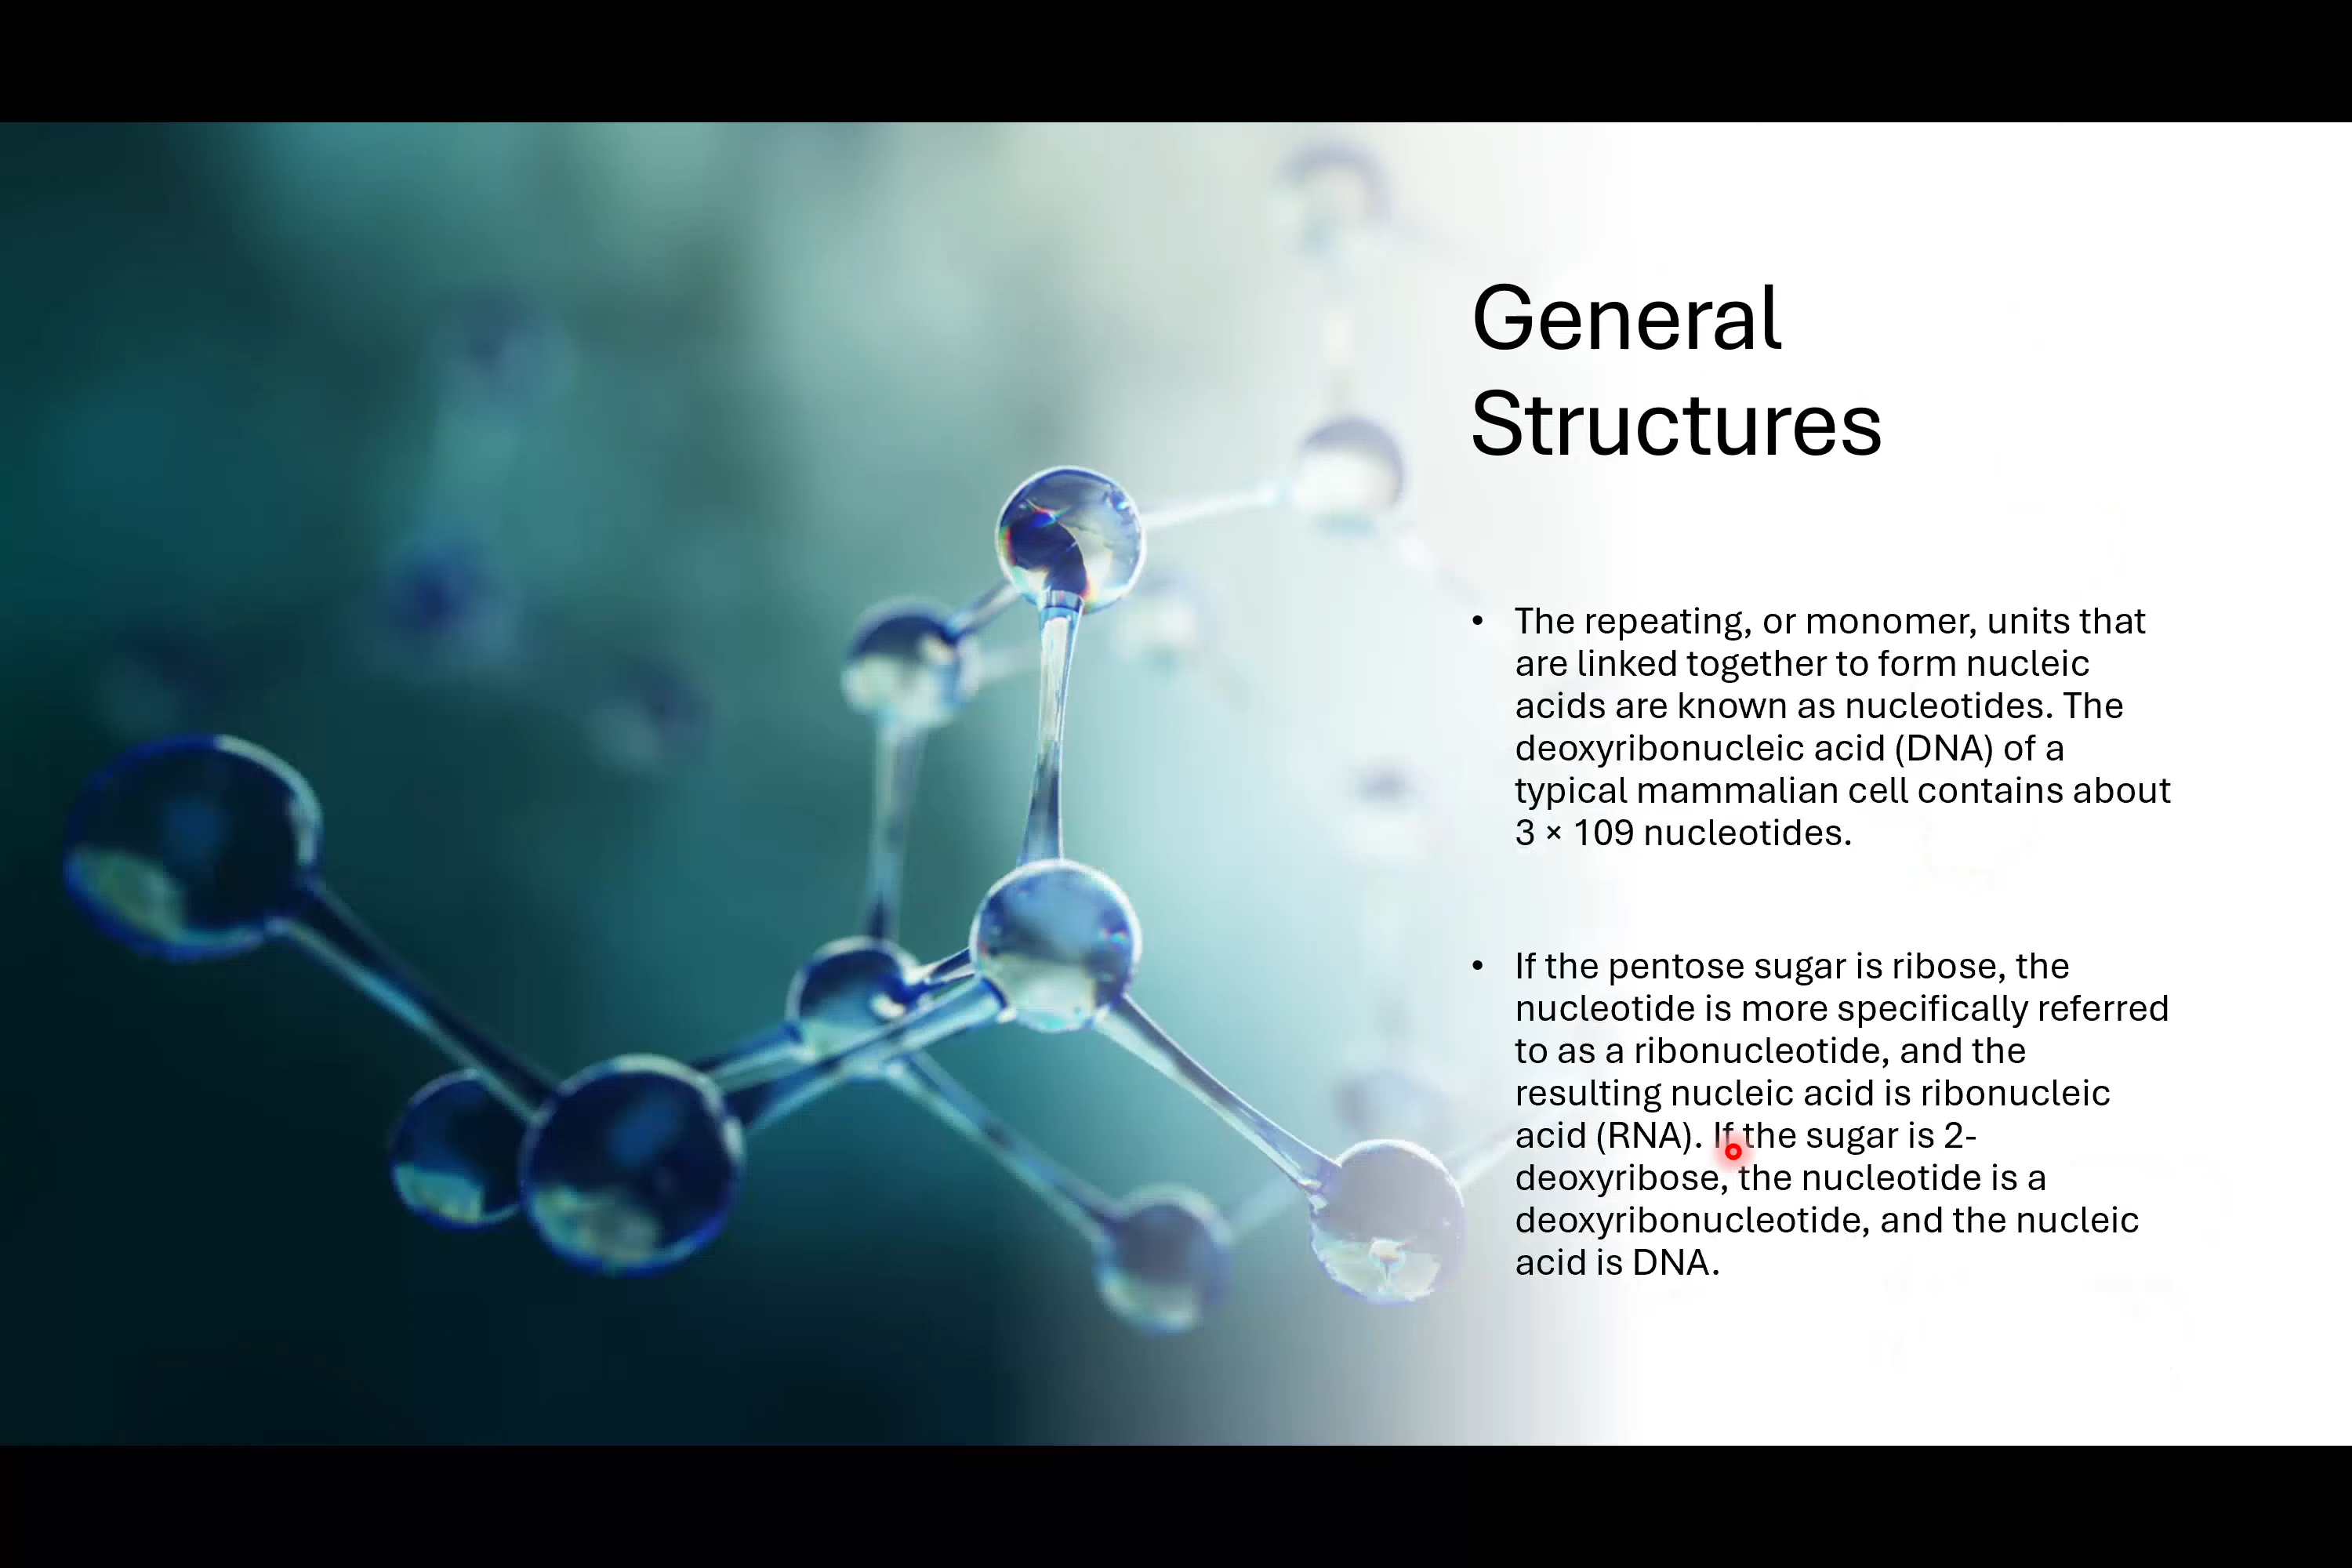 General
Structures
• The repeating, or monomer, units that
are linked together to form nucleic
acids are known as nucleotides. The
deoxyribonucleic acid (DNA) of a
typical mammalian cell contains about
3 × 109 nucleotides.
• If the pentose sugar is ribose, the
nucleotide is more specifically referred
to as a ribonucleotide, and the
resulting nucleic acid is ribonucleic
acid (RNA). If the sugar is 2-
deoxyribose, the nucleotide is a
deoxyribonucleotide, and the nucleic
acid is DNA.